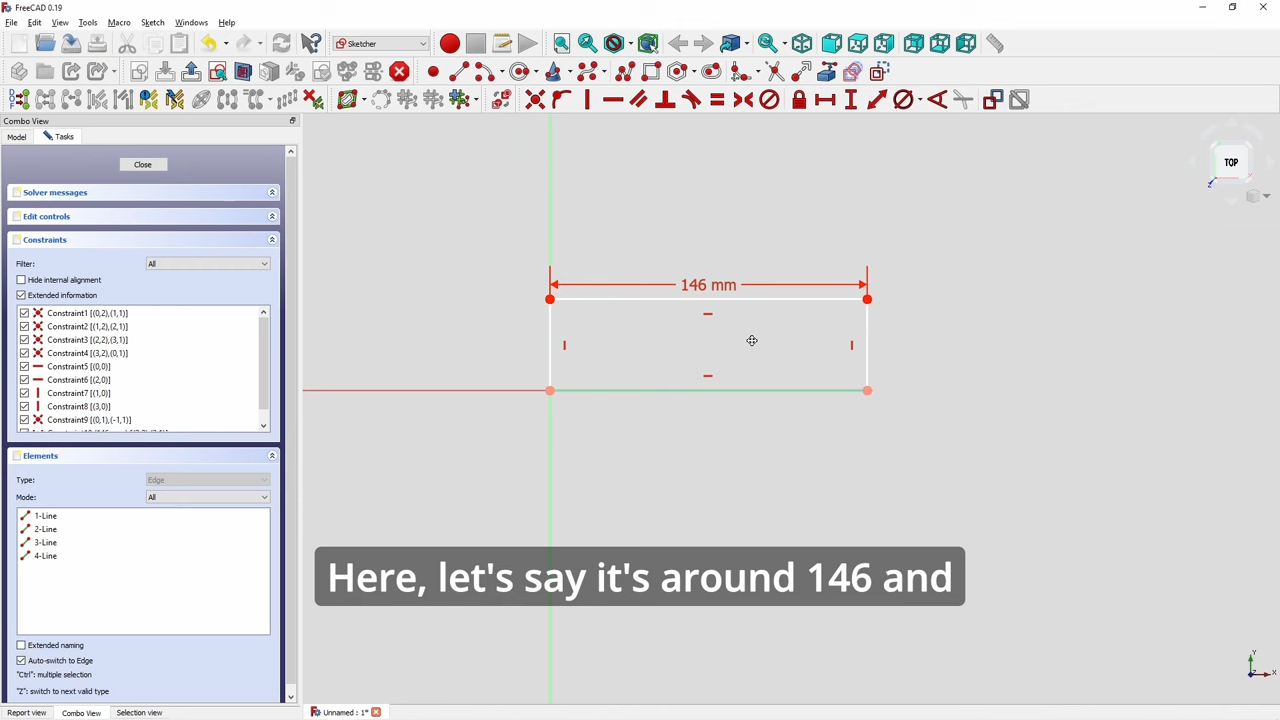 FreeCAD 0.19
File Edit View Tools Macro Sketch Windows Help
Sketcher
Combo View
Model Tasks
Close
Solver messages
Edit controls
Constraints
Filter: All
Hide internal alignment
Extended information
Constraint1 [(0,2),(1,1)]
Constraint2 [(1,2),(2,1)]
Constraint3 [(2,2),(3,1)]
Constraint4 [(3,2),(0,1)]
Constraint5 [(0,0)]
Constraint6 [(2,0)]
Constraint7 [(1,0)]
Constraint8 [(3,0)]
Constraint9 [(0,1),(-1,1)]
Elements
Type: Edge
Mode: All
1-Line
2-Line
3-Line
4-Line
Extended naming
Auto-switch to Edge
"Ctrl": multiple selection
"Z": switch to next valid type
Report view Combo View Selection view
Unnamed : 1*
146 mm
TOP
Here, let's say it's around 146 and
Y
X
Z